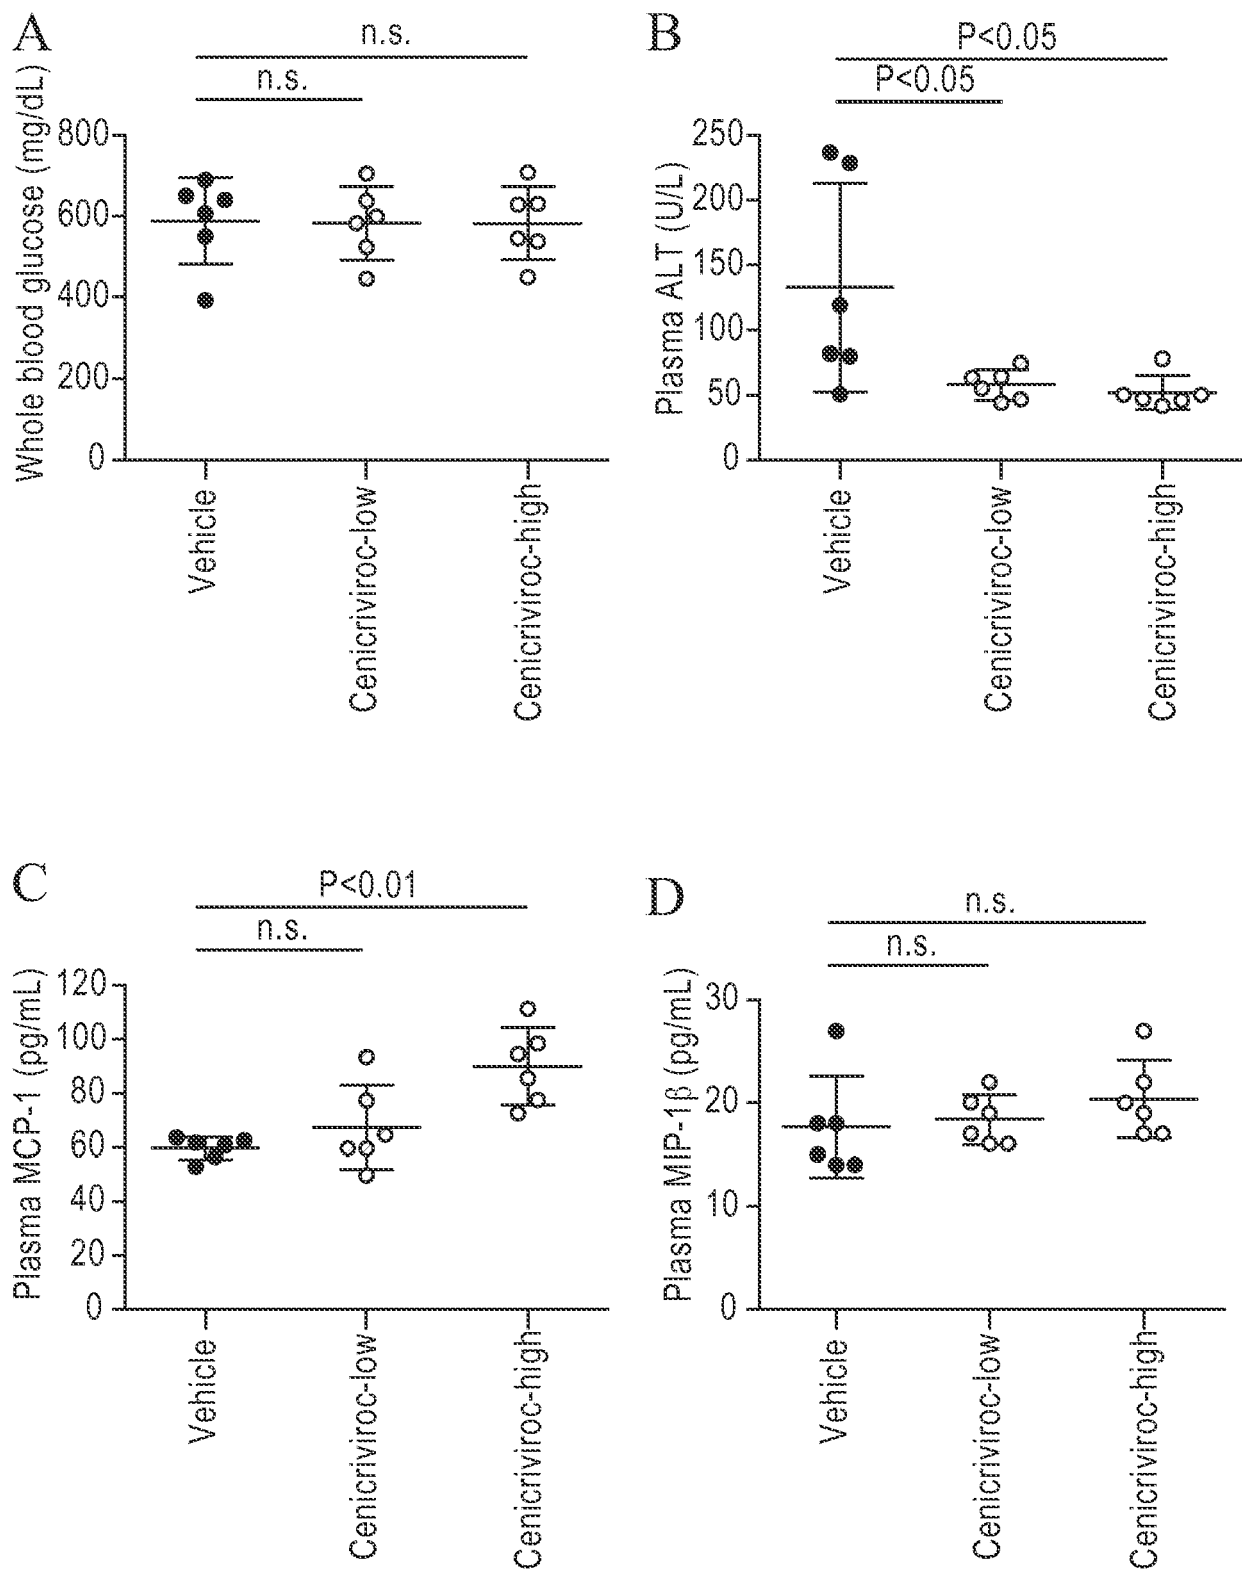 A
n.s.
n.s.
Whole blood glucose (mg/dL)
800
600
400
200
0
Vehicle
Cenicriviroc-low
Cenicriviroc-high
B
P<0.05
P<0.05
Plasma ALT (U/L)
250
200
150
100
50
0
Vehicle
Cenicriviroc-low
Cenicriviroc-high
C
P<0.01
n.s.
Plasma MCP-1 (pg/mL)
120
100
80
60
40
20
0
Vehicle
Cenicriviroc-low
Cenicriviroc-high
D
n.s.
n.s.
Plasma MIP-1β (pg/mL)
30
20
10
0
Vehicle
Cenicriviroc-low
Cenicriviroc-high